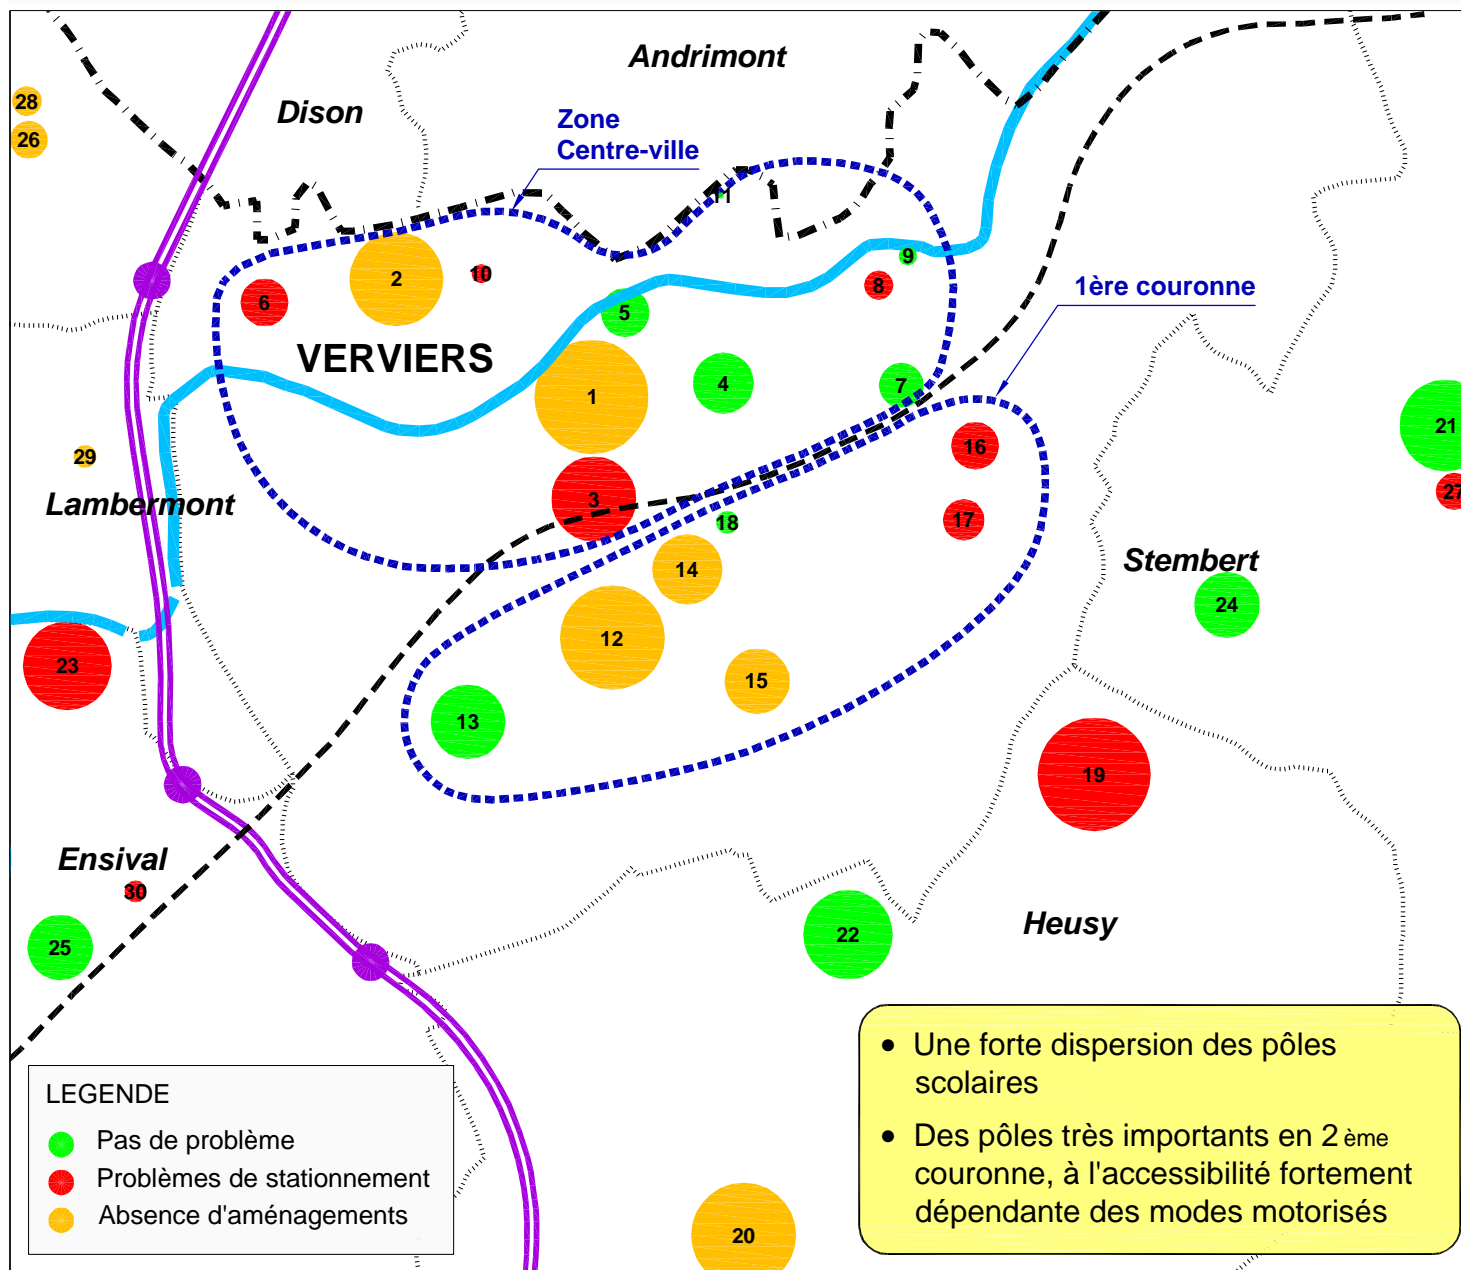 Andrimont
28
Dison
Zone
Centre-ville
26
11
9
2
10
8
6
1ère couronne
5
VERVIERS
4
7
1
21
16
29
27
Lambermont
3
17
18
Stembert
14
24
12
23
15
13
19
Ensival
30
Heusy
22
25
• Une forte dispersion des pôles
scolaires
• Des pôles très importants en 2 ème
couronne, à l'accessibilité fortement
dépendante des modes motorisés
LEGENDE
Pas de problème
Problèmes de stationnement
Absence d'aménagements
20